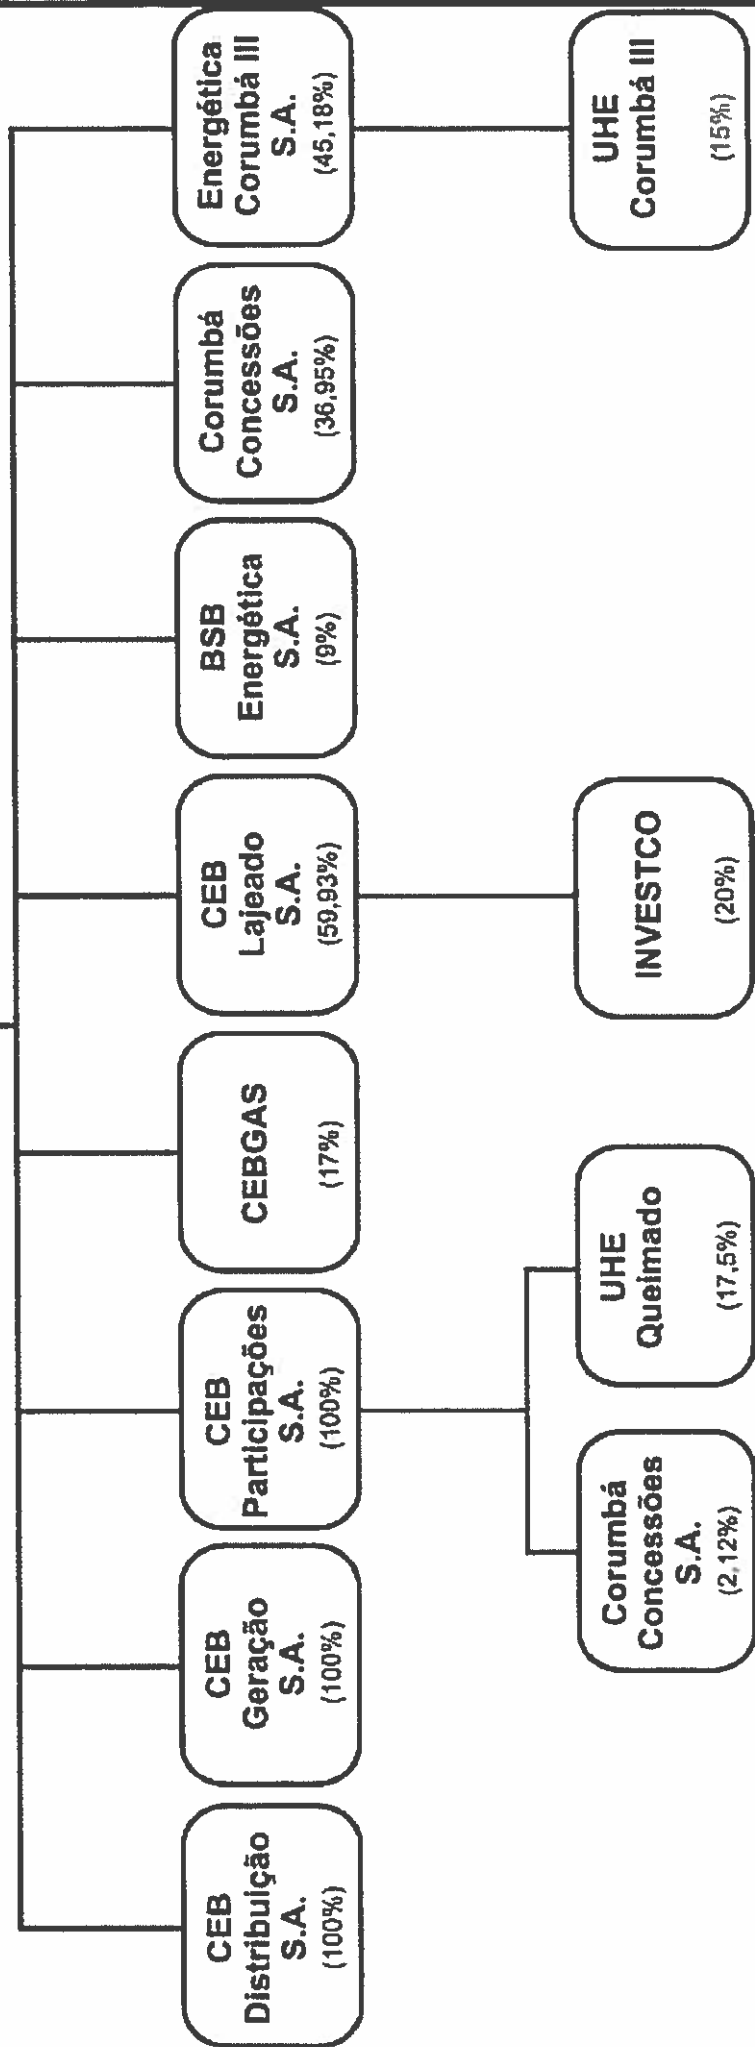 CEB
Distribuição
S.A.
(100%)
CEB
Geração
S.A.
(100%)
CEB
Participações
S.A.
(100%)
CEBGAS
(17%)
CEB
Lajeado
S.A.
(59,93%)
BSB
Energética
S.A.
(9%)
Corumbá
Concessões
S.A.
(36,95%)
Energética
Corumbá III
S.A.
(45,18%)
Corumbá
Concessões
S.A.
(2,12%)
UHE
Queimado
(17,5%)
INVESTCO
(20%)
UHE
Corumbá III
(15%)